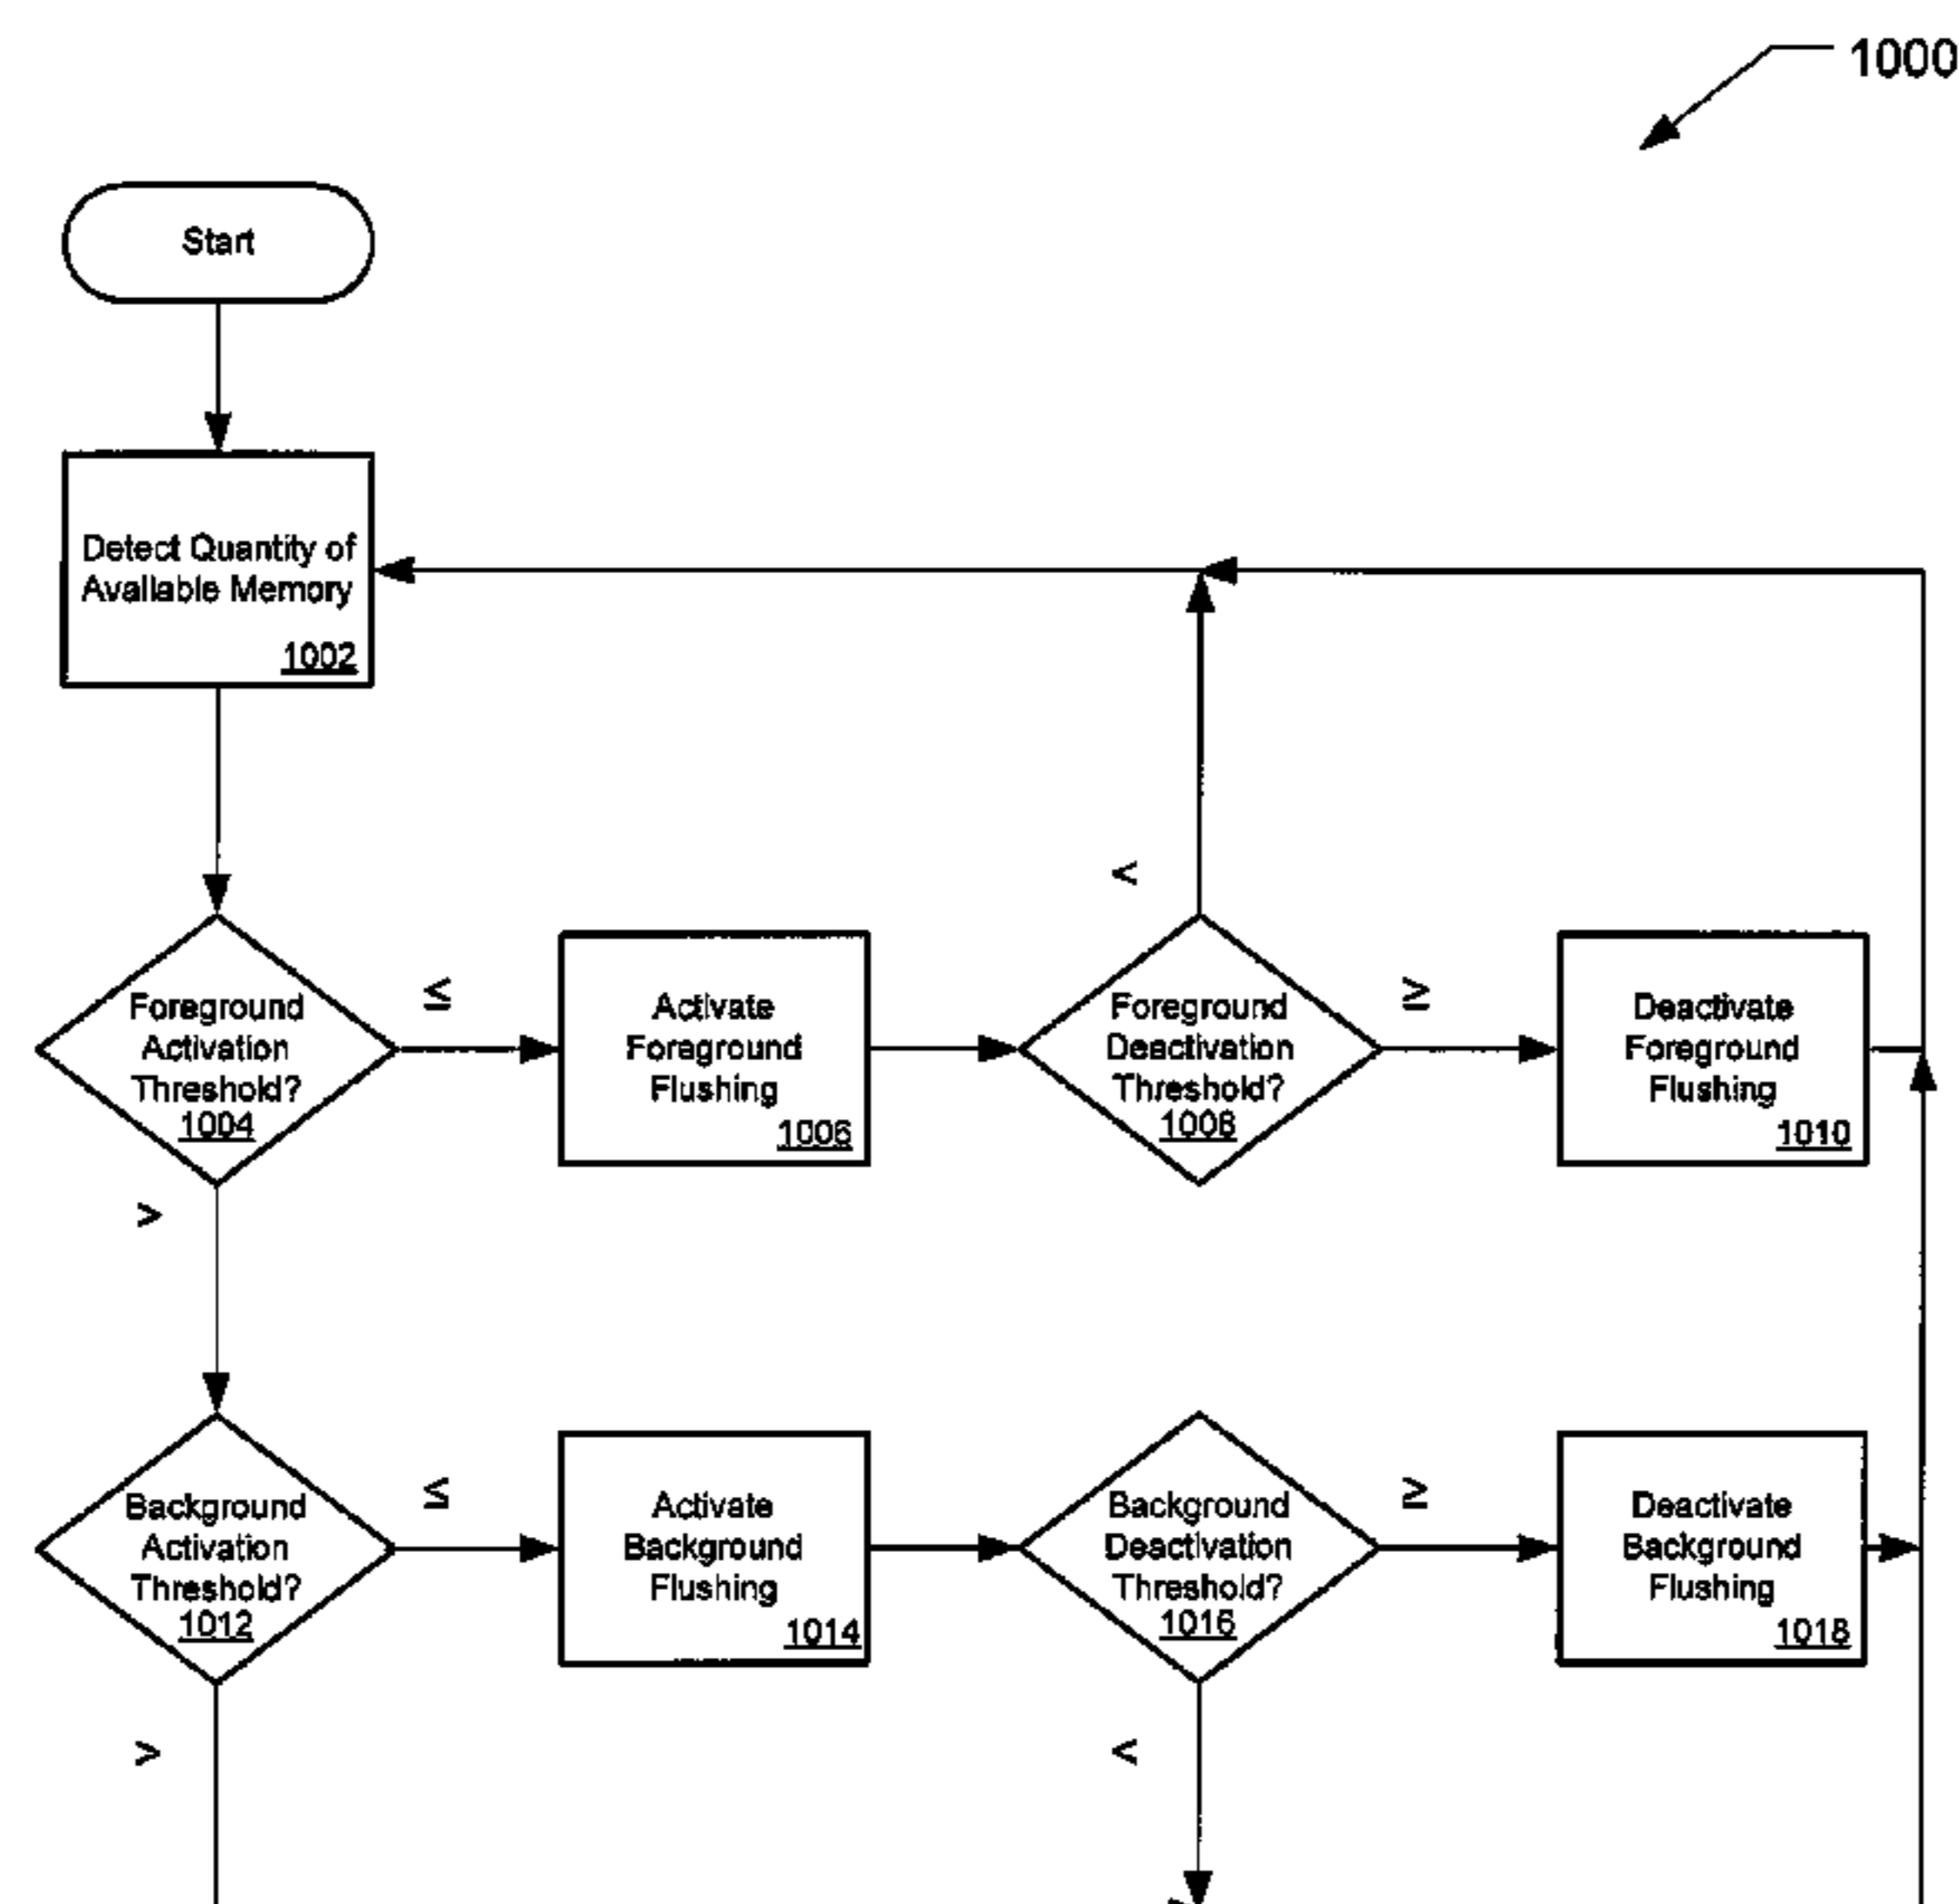 1000
Start
Detect Quantity of
Available Memory
1002
<
Foreground
Activation
Threshold?
1004
≤
Activate
Foreground
Flushing
1006
Foreground
Deactivation
Threshold?
1008
≥
Deactivate
Foreground
Flushing
1010
>
Background
Activation
Threshold?
1012
≤
Activate
Background
Flushing
1014
Background
Deactivation
Threshold?
1016
≥
Deactivate
Background
Flushing
1018
>
<